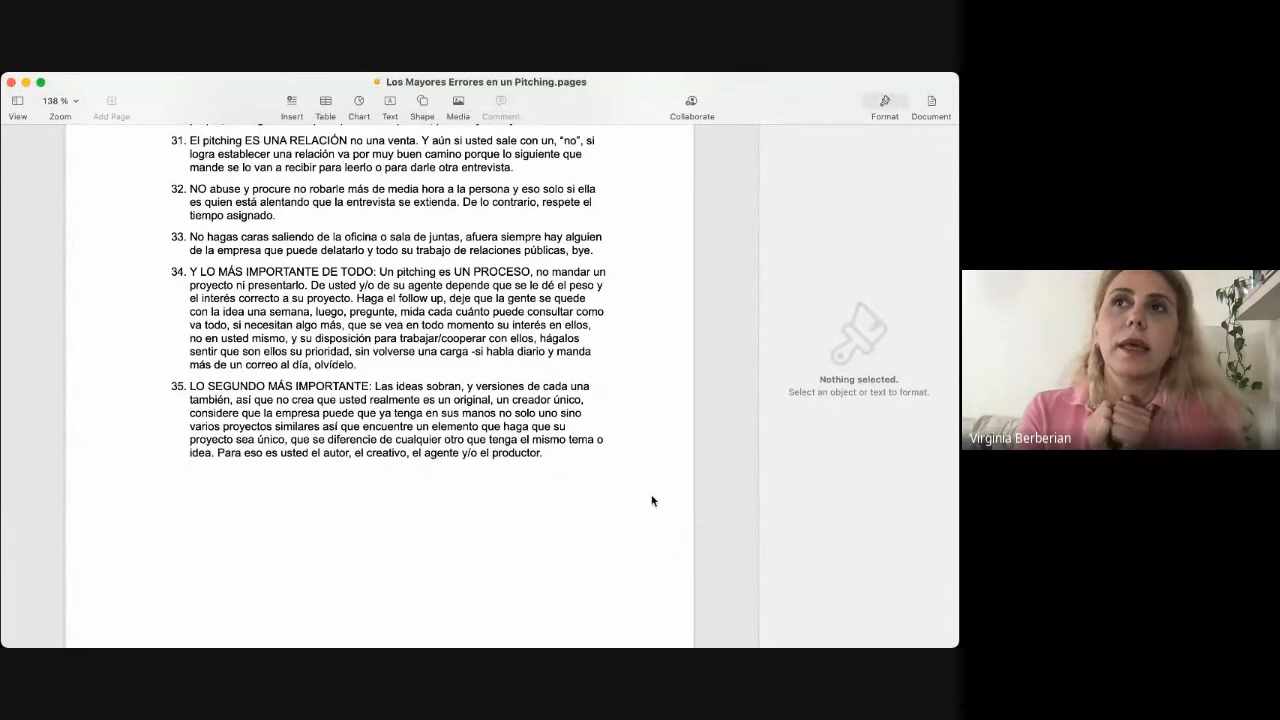 Los Mayores Errores en un Pitching.pages
138 %
View Zoom Add Page Insert Table Chart Text Shape Media Comment Collaborate Format Document
31. El pitching ES UNA RELACIÓN no una venta. Y aún si usted sale con un, “no”, si
logra establecer una relación va por muy buen camino porque lo siguiente que
mande se lo van a recibir para leerlo o para darle otra entrevista.
32. NO abuse y procure no robarle más de media hora a la persona y eso solo si ella
es quien está alentando que la entrevista se extienda. De lo contrario, respete el
tiempo asignado.
33. No hagas caras saliendo de la oficina o sala de juntas, afuera siempre hay alguien
de la empresa que puede delatarlo y todo su trabajo de relaciones públicas, bye.
34. Y LO MÁS IMPORTANTE DE TODO: Un pitching es UN PROCESO, no mandar un
proyecto ni presentarlo. De usted y/o de su agente depende que se le dé el peso y
el interés correcto a su proyecto. Haga el follow up, deje que la gente se quede
con la idea una semana, luego, pregunte, mida cada cuánto puede consultar como
va todo, si necesitan algo más, que se vea en todo momento su interés en ellos,
no en usted mismo, y su disposición para trabajar/cooperar con ellos, hágalos
sentir que son ellos su prioridad, sin volverse una carga -si habla diario y manda
más de un correo al día, olvídelo.
35. LO SEGUNDO MÁS IMPORTANTE: Las ideas sobran, y versiones de cada una
también, así que no crea que usted realmente es un original, un creador único,
considere que la empresa puede que ya tenga en sus manos no solo uno sino
varios proyectos similares así que encuentre un elemento que haga que su
proyecto sea único, que se diferencie de cualquier otro que tenga el mismo tema o
idea. Para eso es usted el autor, el creativo, el agente y/o el productor.
Nothing selected.
Select an object or text to format.
Virginia Berberian